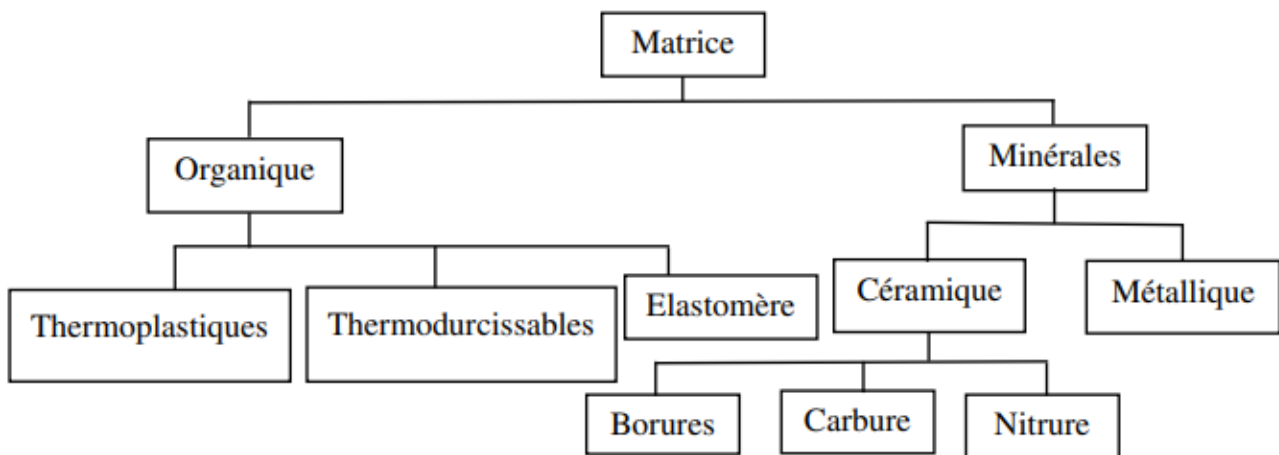 Matrice
Organique
Minérales
Thermoplastiques
Thermodurcissables
Elastomère
Céramique
Métallique
Borures
Carbure
Nitrure